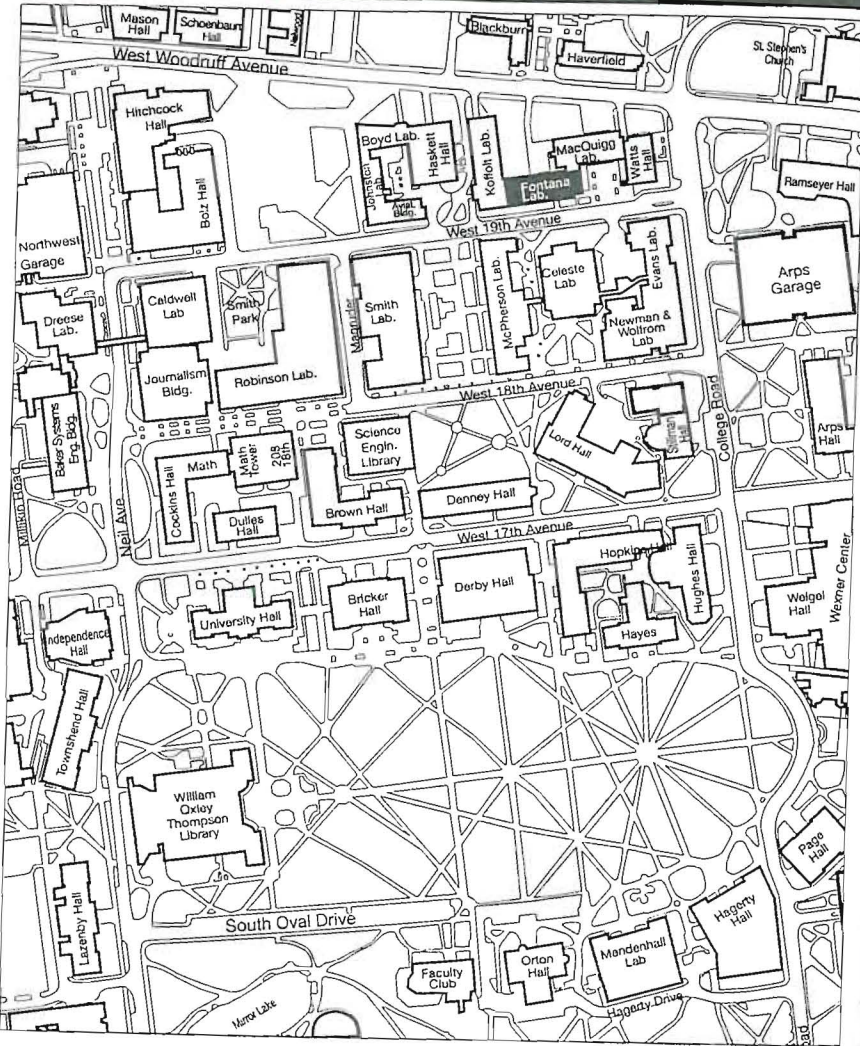 Mason
Hall
Schoenbaum
Hall
Blackburn
Haverfield
St. Stephen's
Church
West Woodruff Avenue
Hitchcock
Hall
Bolz Hall
Boyd Lab.
Johnston
Lab
Haskett
Hall
Aviat.
Bldg.
Koffolt Lab.
MacQuigg
Lab.
Watts
Hall
Fontana
Lab.
Ramseyer Hall
Northwest
Garage
West 19th Avenue
Dreese
Lab.
Caldwell
Lab
Smith
Park
Magruder
Smith
Lab.
McPherson Lab.
Celeste
Lab
Evans Lab.
Newman &
Wolfrom
Lab
Arps
Garage
Journalism
Bldg.
Robinson Lab.
West 18th Avenue
College Road
Baker Systems
Eng. Bldg.
Science
Engin.
Library
Lord Hall
Stillman
Hall
Arps
Hall
Cockins Hall
Math
Math
Tower
209
18th
Brown Hall
Denney Hall
Dulles
Hall
Millikin Road
Neil Ave
West 17th Avenue
Hopkins Hall
Hughes Hall
Derby Hall
Bricker
Hall
University Hall
Hayes
Weigel
Hall
Wexner Center
Independence
Hall
Townshend Hall
William
Oxley
Thompson
Library
Page
Hall
Lazenby Hall
South Oval Drive
Hagerty
Hall
Mendenhall
Lab
Orton
Hall
Faculty
Club
Mirror Lake
Hagerty Drive